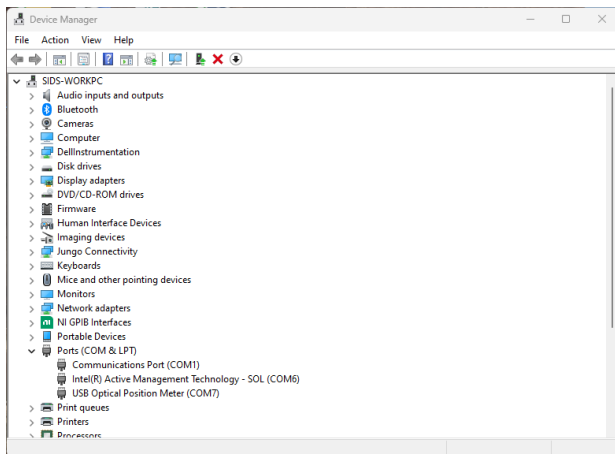 Device Manager
File Action View Help
SIDS-WORKPC
Audio inputs and outputs
Bluetooth
Cameras
Computer
DellInstrumentation
Disk drives
Display adapters
DVD/CD-ROM drives
Firmware
Human Interface Devices
Imaging devices
Jungo Connectivity
Keyboards
Mice and other pointing devices
Monitors
Network adapters
NI GPIB Interfaces
Portable Devices
Ports (COM & LPT)
Communications Port (COM1)
Intel(R) Active Management Technology - SOL (COM6)
USB Optical Position Meter (COM7)
Print queues
Printers
Processors